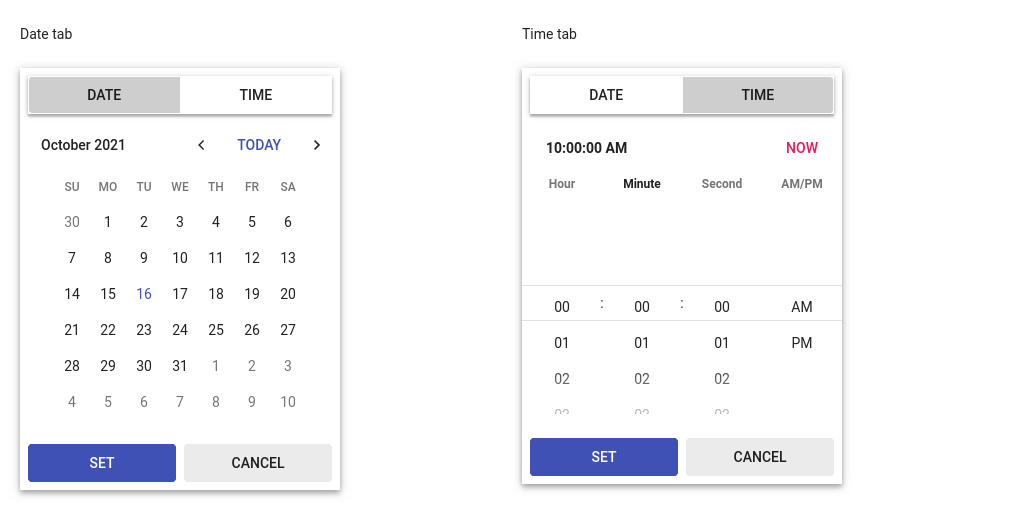 Date tab
DATE TIME
October 2021 TODAY
SU MO TU WE TH FR SA
30 1 2 3 4 5 6
7 8 9 10 11 12 13
14 15 16 17 18 19 20
21 22 23 24 25 26 27
28 29 30 31 1 2 3
4 5 6 7 8 9 10
SET CANCEL
Time tab
DATE TIME
10:00:00 AM NOW
Hour Minute Second AM/PM
00 : 00 : 00 AM
01 01 01 PM
02 02 02
SET CANCEL